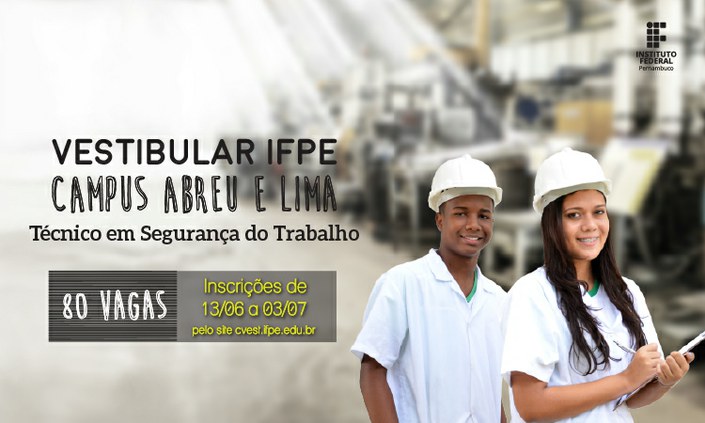 INSTITUTO
FEDERAL
Pernambuco
VESTIBULAR IFPE
CAMPUS ABREU E LIMA
Técnico em Segurança do Trabalho
80 VAGAS
Inscrições de
13/06 a 03/07
pelo site cvest.ifpe.edu.br